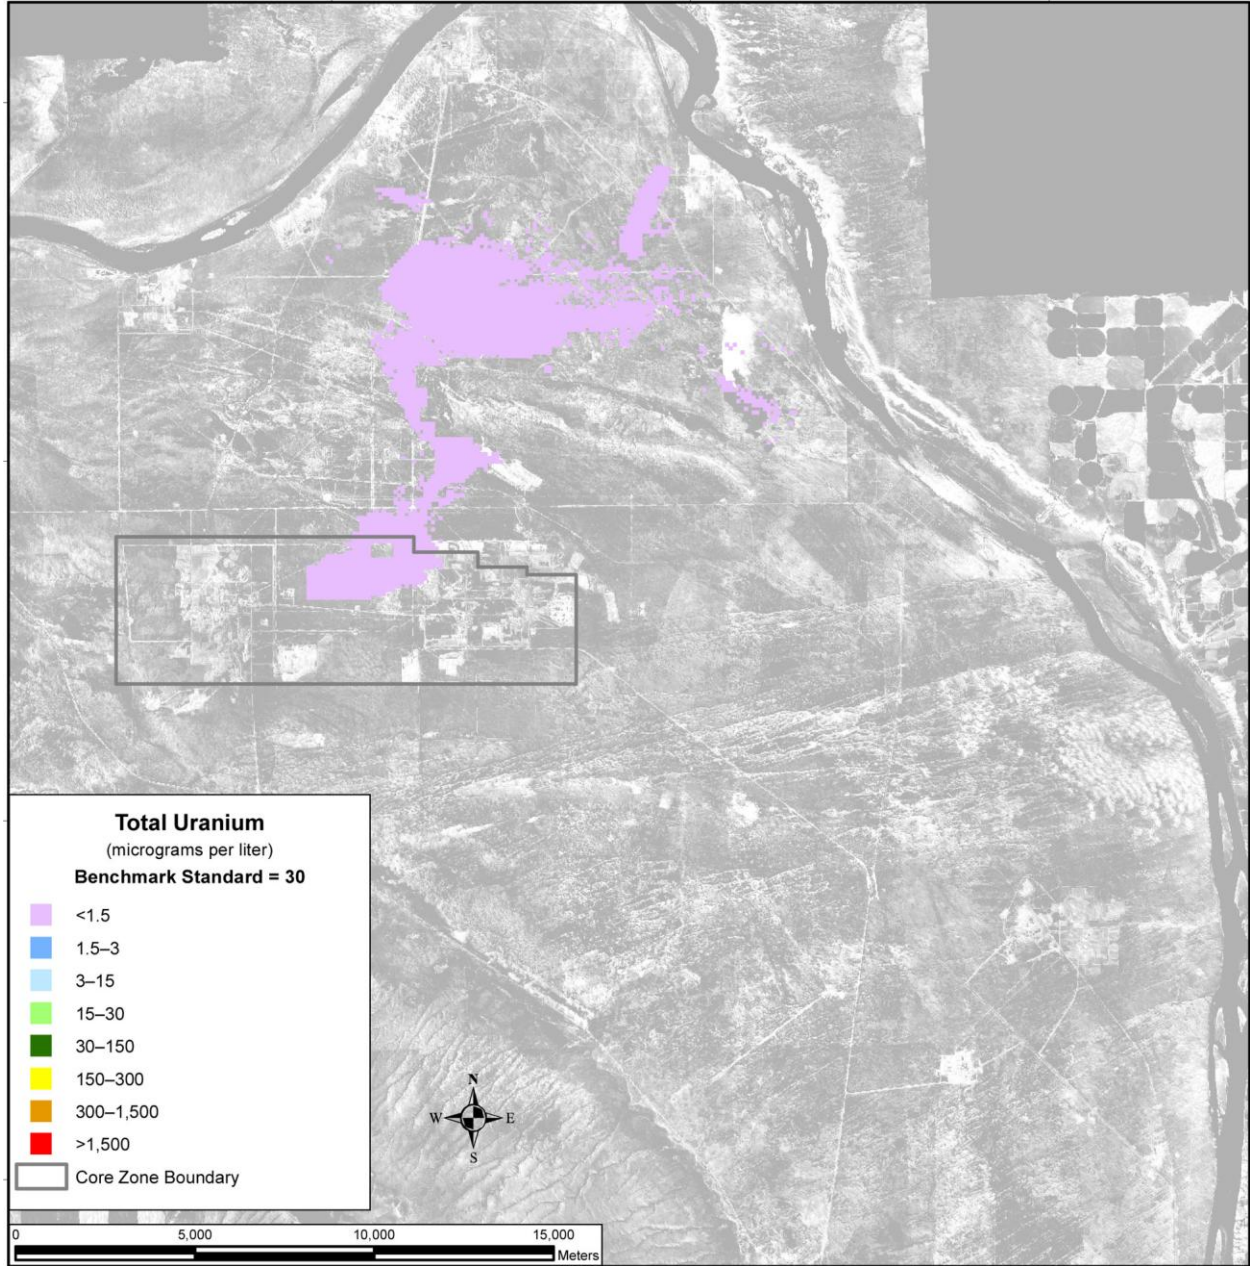 Total Uranium
(micrograms per liter)
Benchmark Standard = 30
<1.5
1.5–3
3–15
15–30
30–150
150–300
300–1,500
>1,500
Core Zone Boundary
N
W E
S
0 5,000 10,000 15,000
Meters